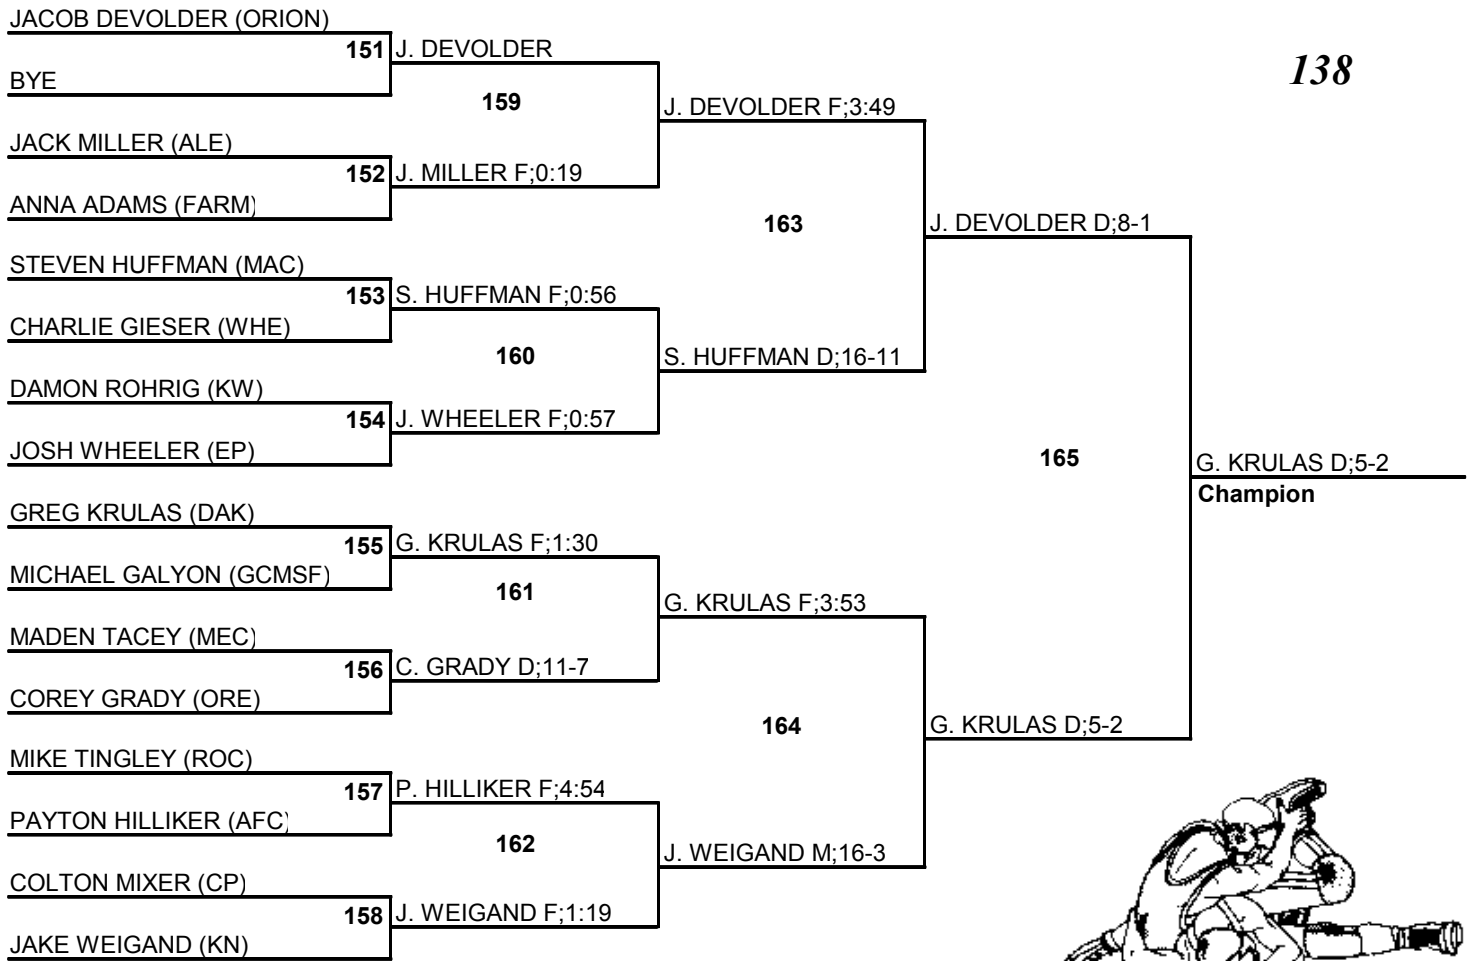 JACOB DEVOLDER (ORION)
151 J. DEVOLDER
138
BYE
159
J. DEVOLDER F;3:49
JACK MILLER (ALE)
152 J. MILLER F;0:19
ANNA ADAMS (FARM)
163
J. DEVOLDER D;8-1
STEVEN HUFFMAN (MAC)
153 S. HUFFMAN F;0:56
CHARLIE GIESER (WHE)
160
S. HUFFMAN D;16-11
DAMON ROHRIG (KW)
154 J. WHEELER F;0:57
JOSH WHEELER (EP)
165
G. KRULAS D;5-2
Champion
GREG KRULAS (DAK)
155 G. KRULAS F;1:30
MICHAEL GALYON (GCMSF)
161
G. KRULAS F;3:53
MADEN TACEY (MEC)
156 C. GRADY D;11-7
COREY GRADY (ORE)
164
G. KRULAS D;5-2
MIKE TINGLEY (ROC)
157 P. HILLIKER F;4:54
PAYTON HILLIKER (AFC)
162
J. WEIGAND M;16-3
COLTON MIXER (CP)
158 J. WEIGAND F;1:19
JAKE WEIGAND (KN)